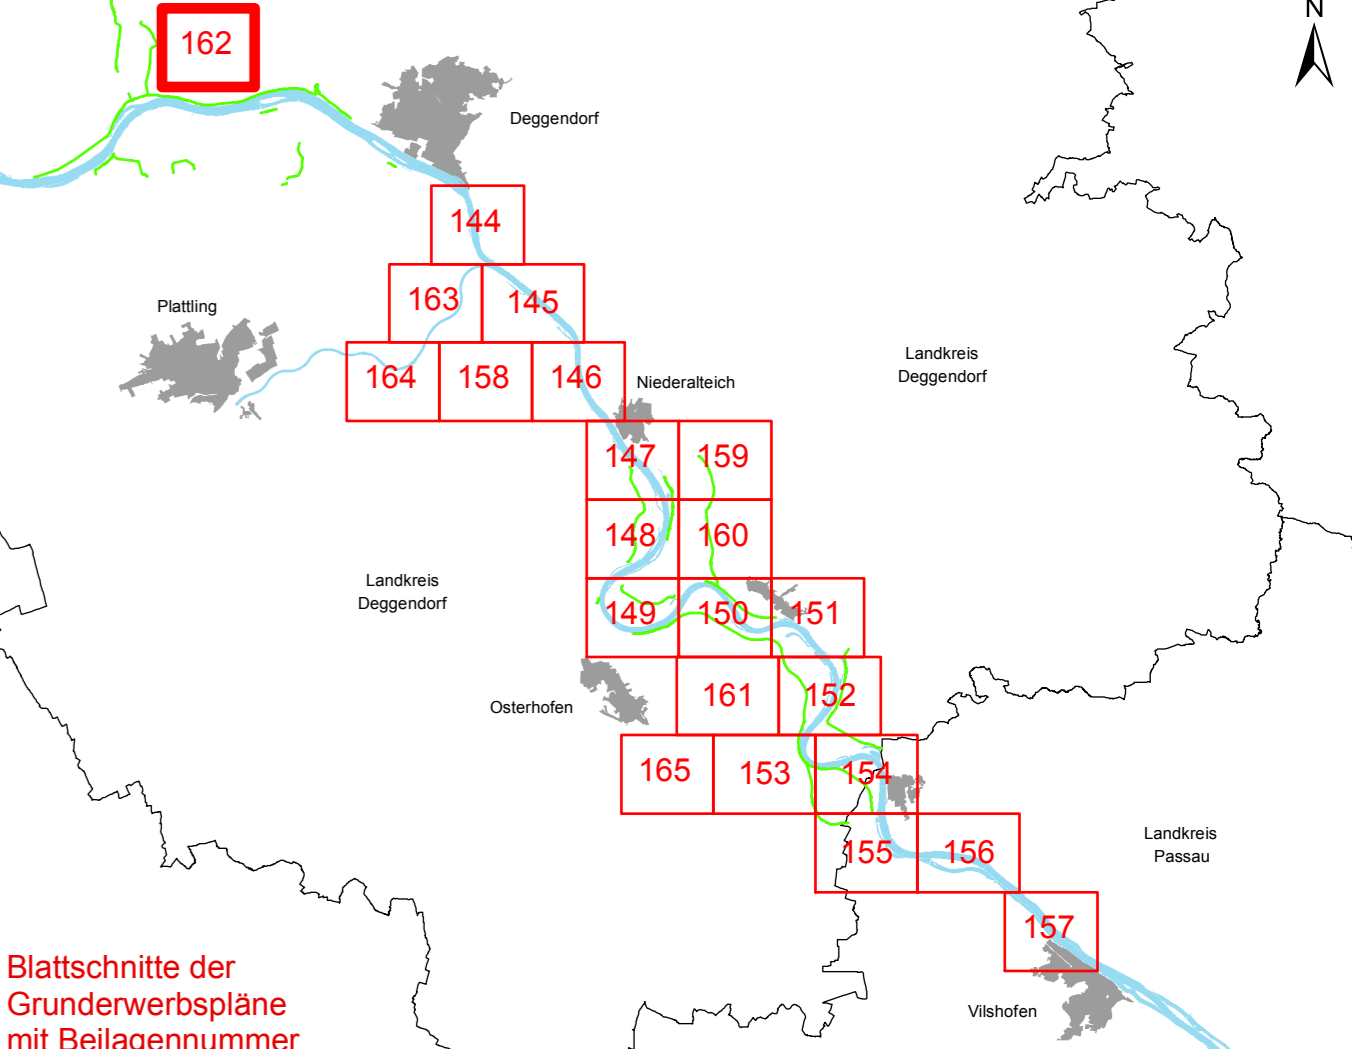 N
162
Deggendorf
144
Plattling
163
145
Landkreis
Deggendorf
164
158
146
Niederalteich
147
159
148
160
Landkreis
Deggendorf
149
150
151
Osterhofen
161
152
165
153
154
Landkreis
Passau
155
156
157
Vilshofen
Blattschnitte der
Grunderwerbspläne
mit Beilagennummer